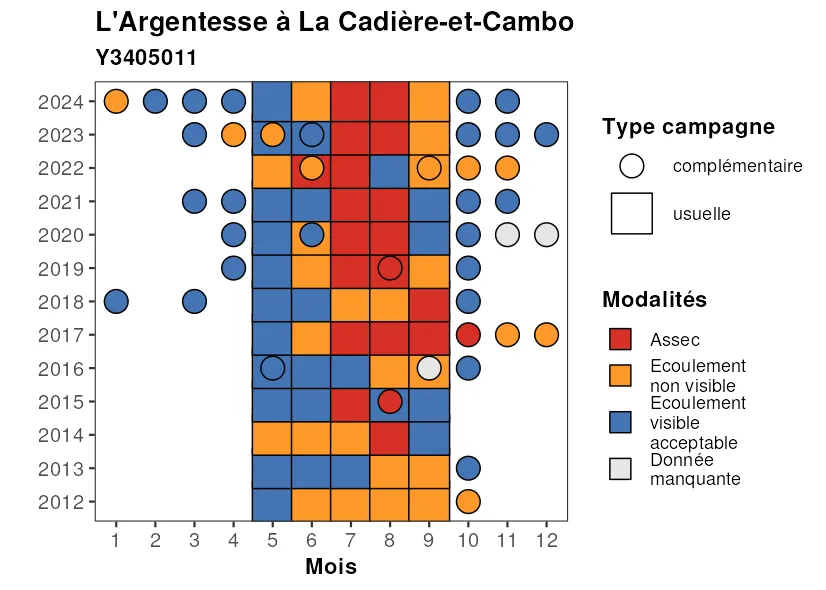 L'Argentesse à La Cadière-et-Cambo
Y3405011
2024
2023
2022
2021
2020
2019
2018
2017
2016
2015
2014
2013
2012
1 2 3 4 5 6 7 8 9 10 11 12
Mois
Type campagne
complémentaire
usuelle
Modalités
Assec
Ecoulement
non visible
Ecoulement
visible
acceptable
Donnée
manquante